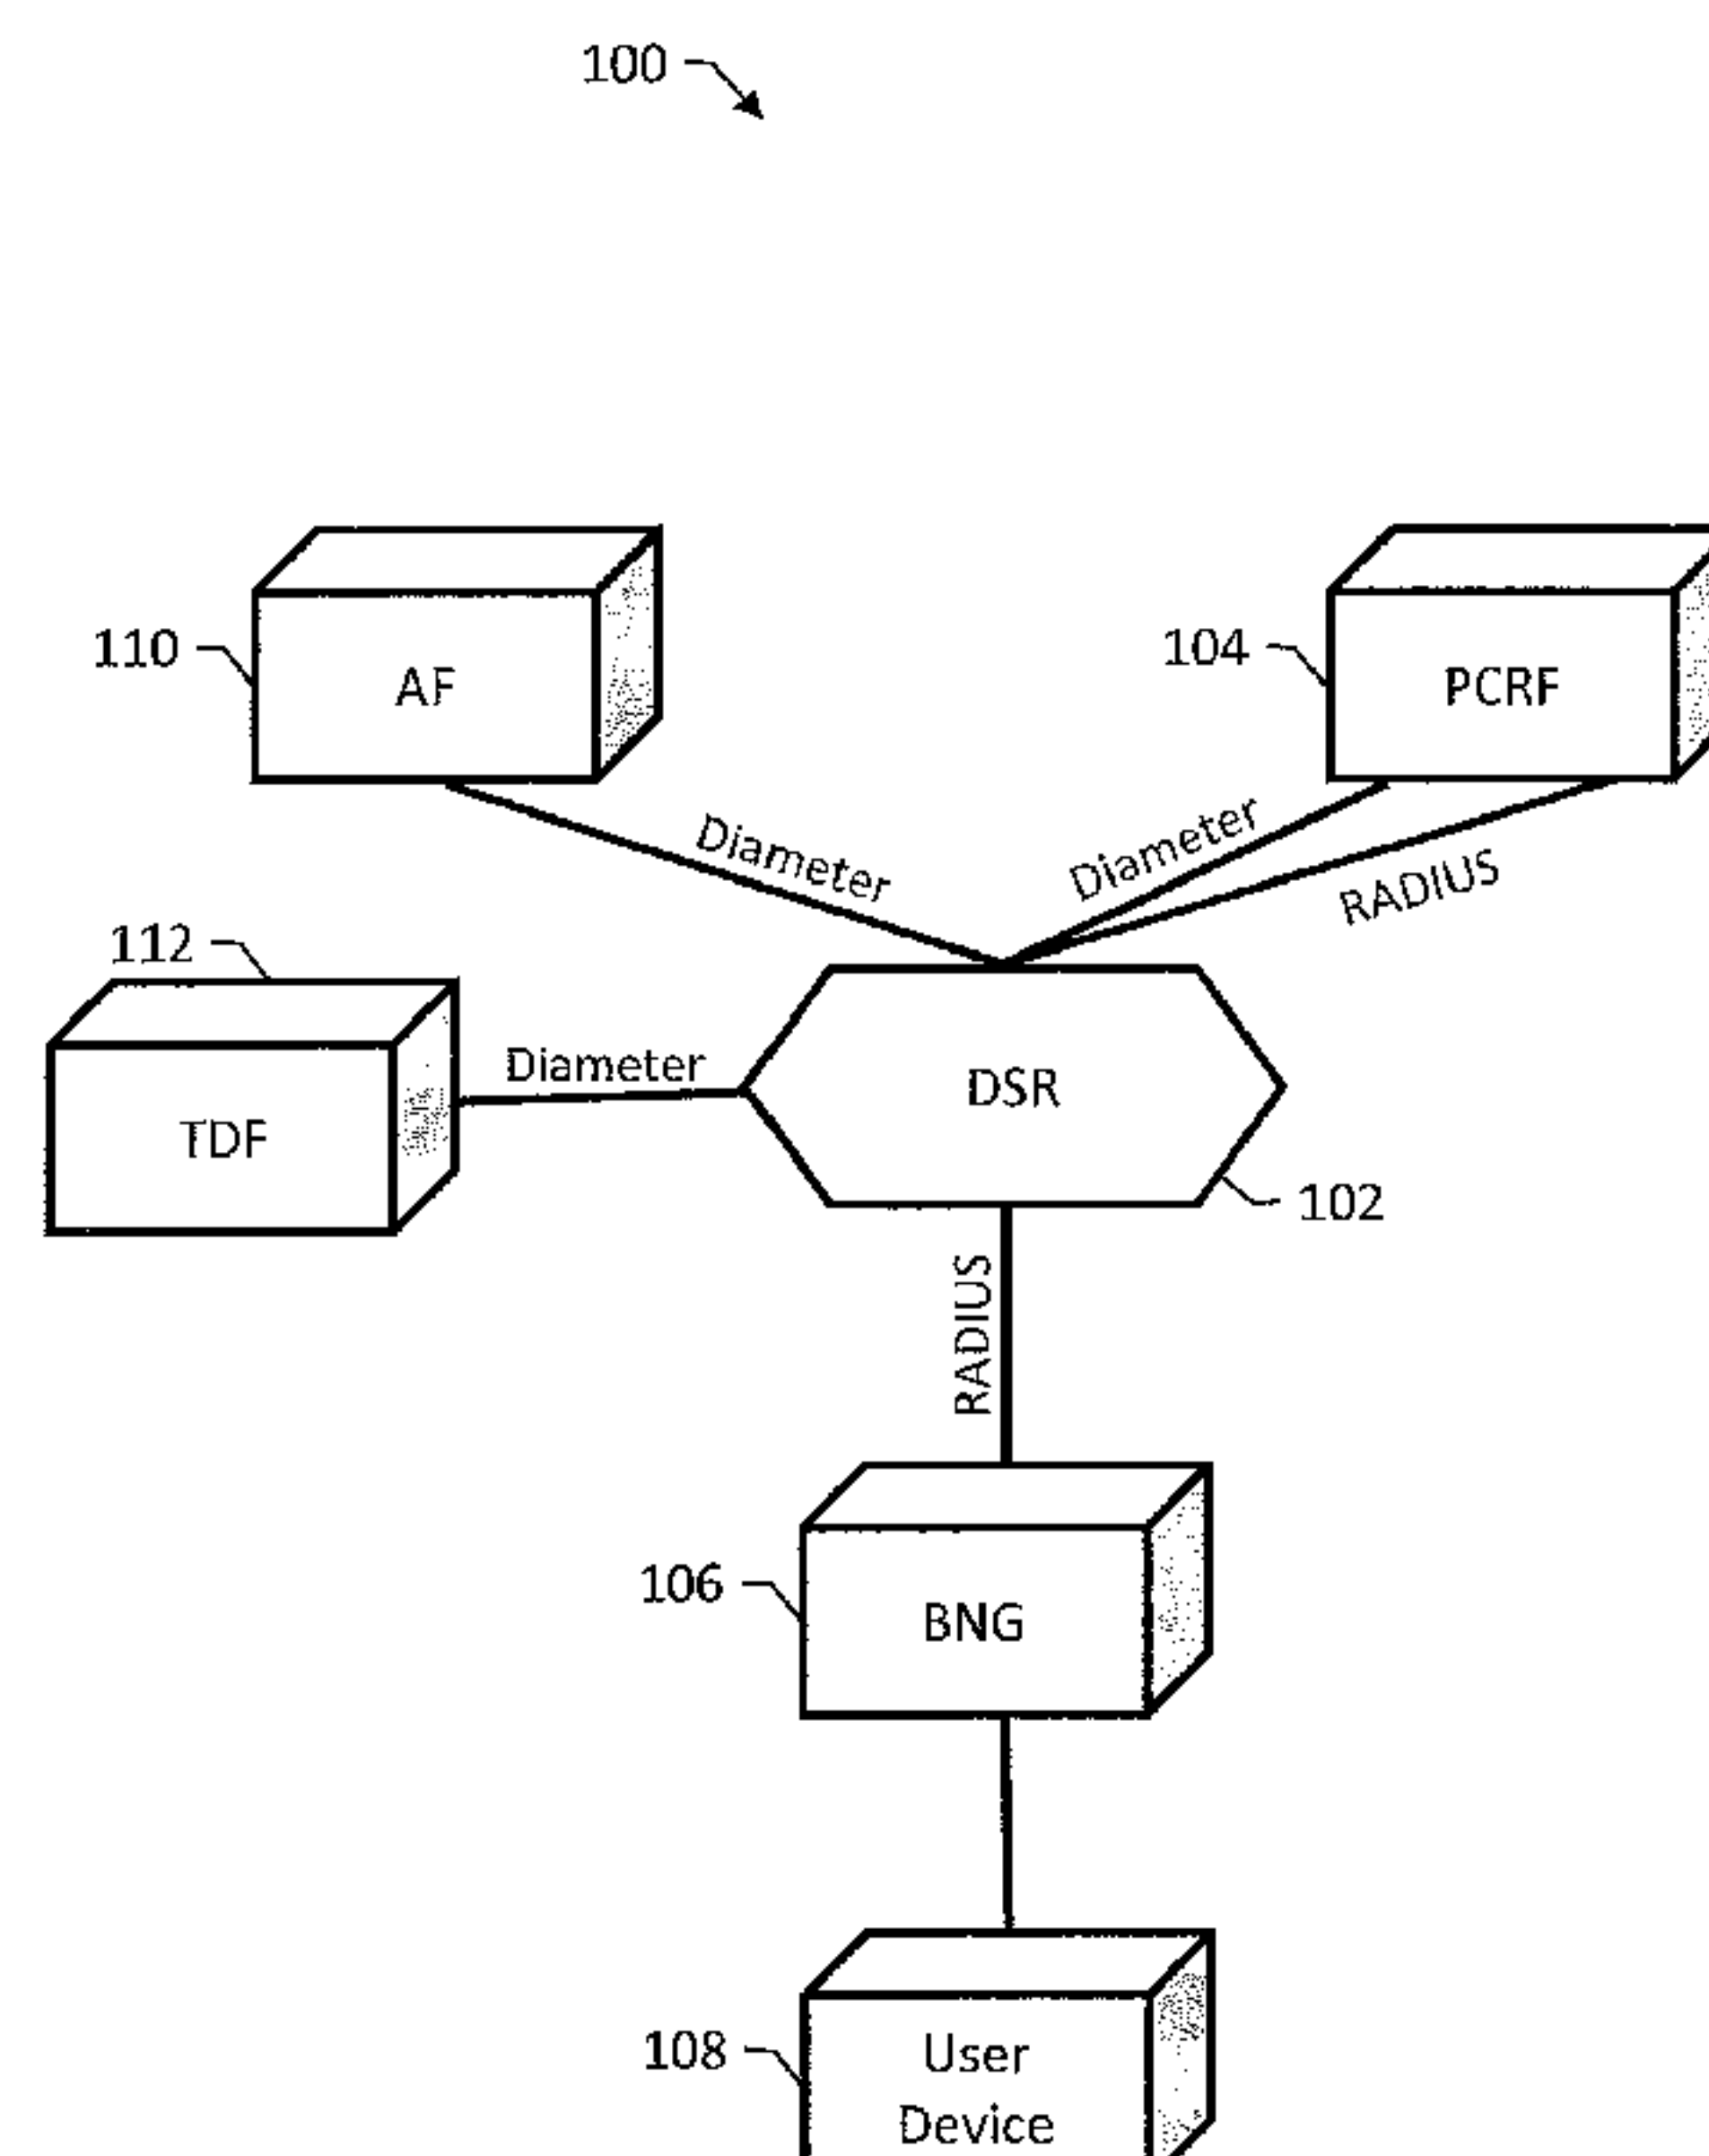 100
110
AF
104
PCRF
Diameter
Diameter
RADIUS
112
TDF
Diameter
DSR
102
RADIUS
106
BNG
108
User
Device